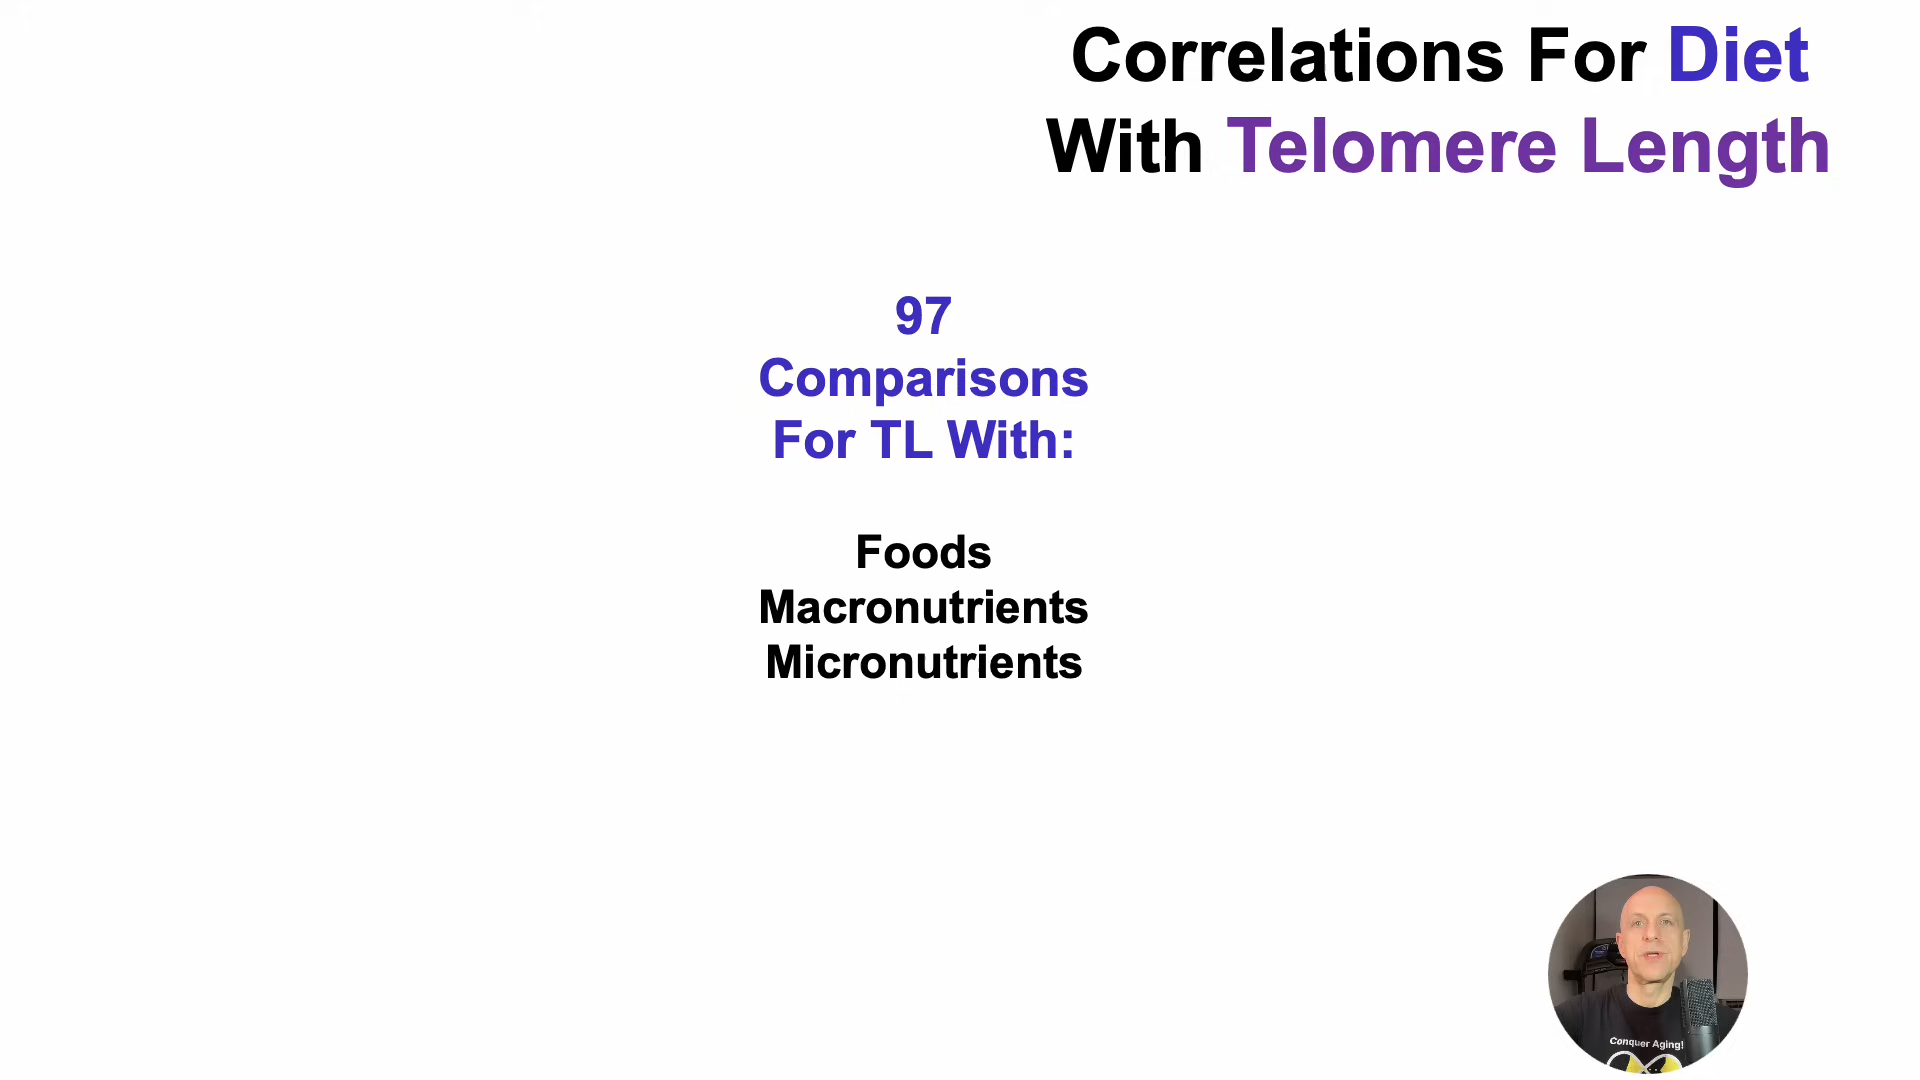 Correlations For Diet
With Telomere Length
97
Comparisons
For TL With:
Foods
Macronutrients
Micronutrients
Conquer Aging!